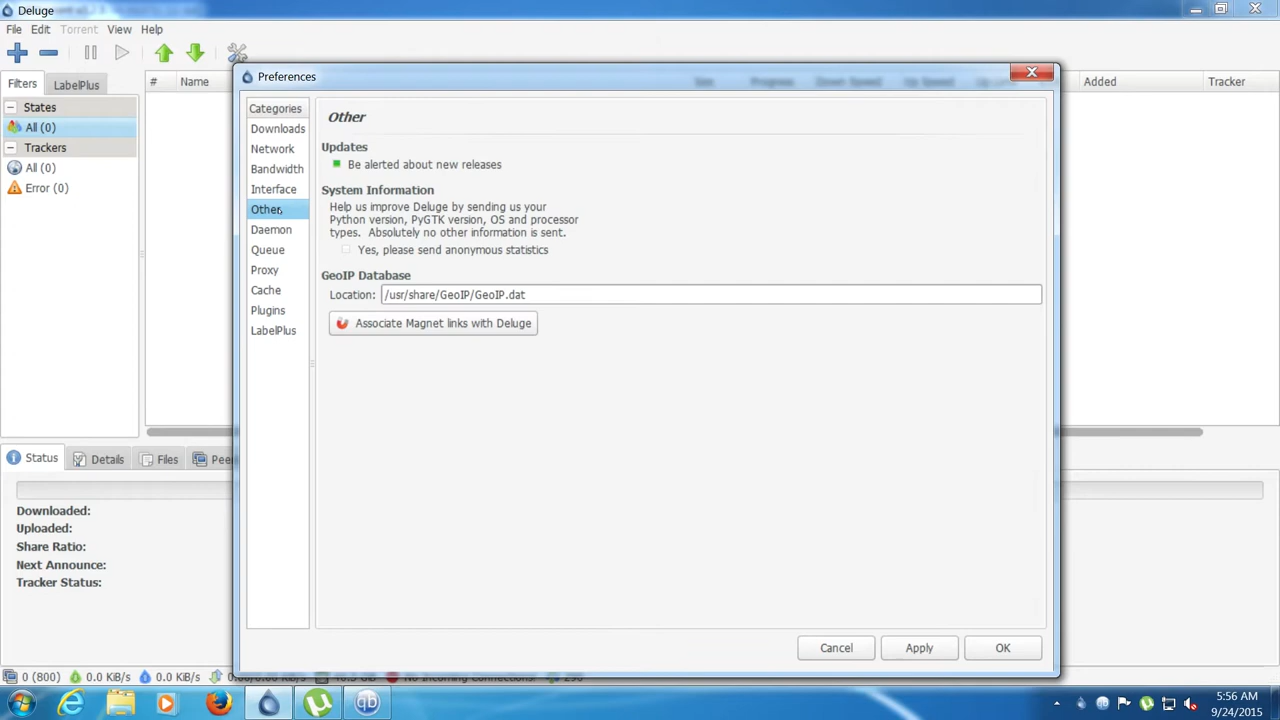 Deluge
File Edit Torrent View Help
Filters LabelPlus # Name Size Progress Down Speed Up Speed Added Tracker
States
All (0)
Trackers
All (0)
Error (0)
Preferences
Categories
Downloads
Network
Bandwidth
Interface
Other
Daemon
Queue
Proxy
Cache
Plugins
LabelPlus
Other
Updates
Be alerted about new releases
System Information
Help us improve Deluge by sending us your
Python version, PyGTK version, OS and processor
types. Absolutely no other information is sent.
Yes, please send anonymous statistics
GeoIP Database
Location: /usr/share/GeoIP/GeoIP.dat
Associate Magnet links with Deluge
Cancel Apply OK
Status Details Files Pee
Downloaded:
Uploaded:
Share Ratio:
Next Announce:
Tracker Status:
0 (800) 0.0 KiB/s 0.0 KiB/s No Incoming Connections!
qb
5:56 AM
9/24/2015